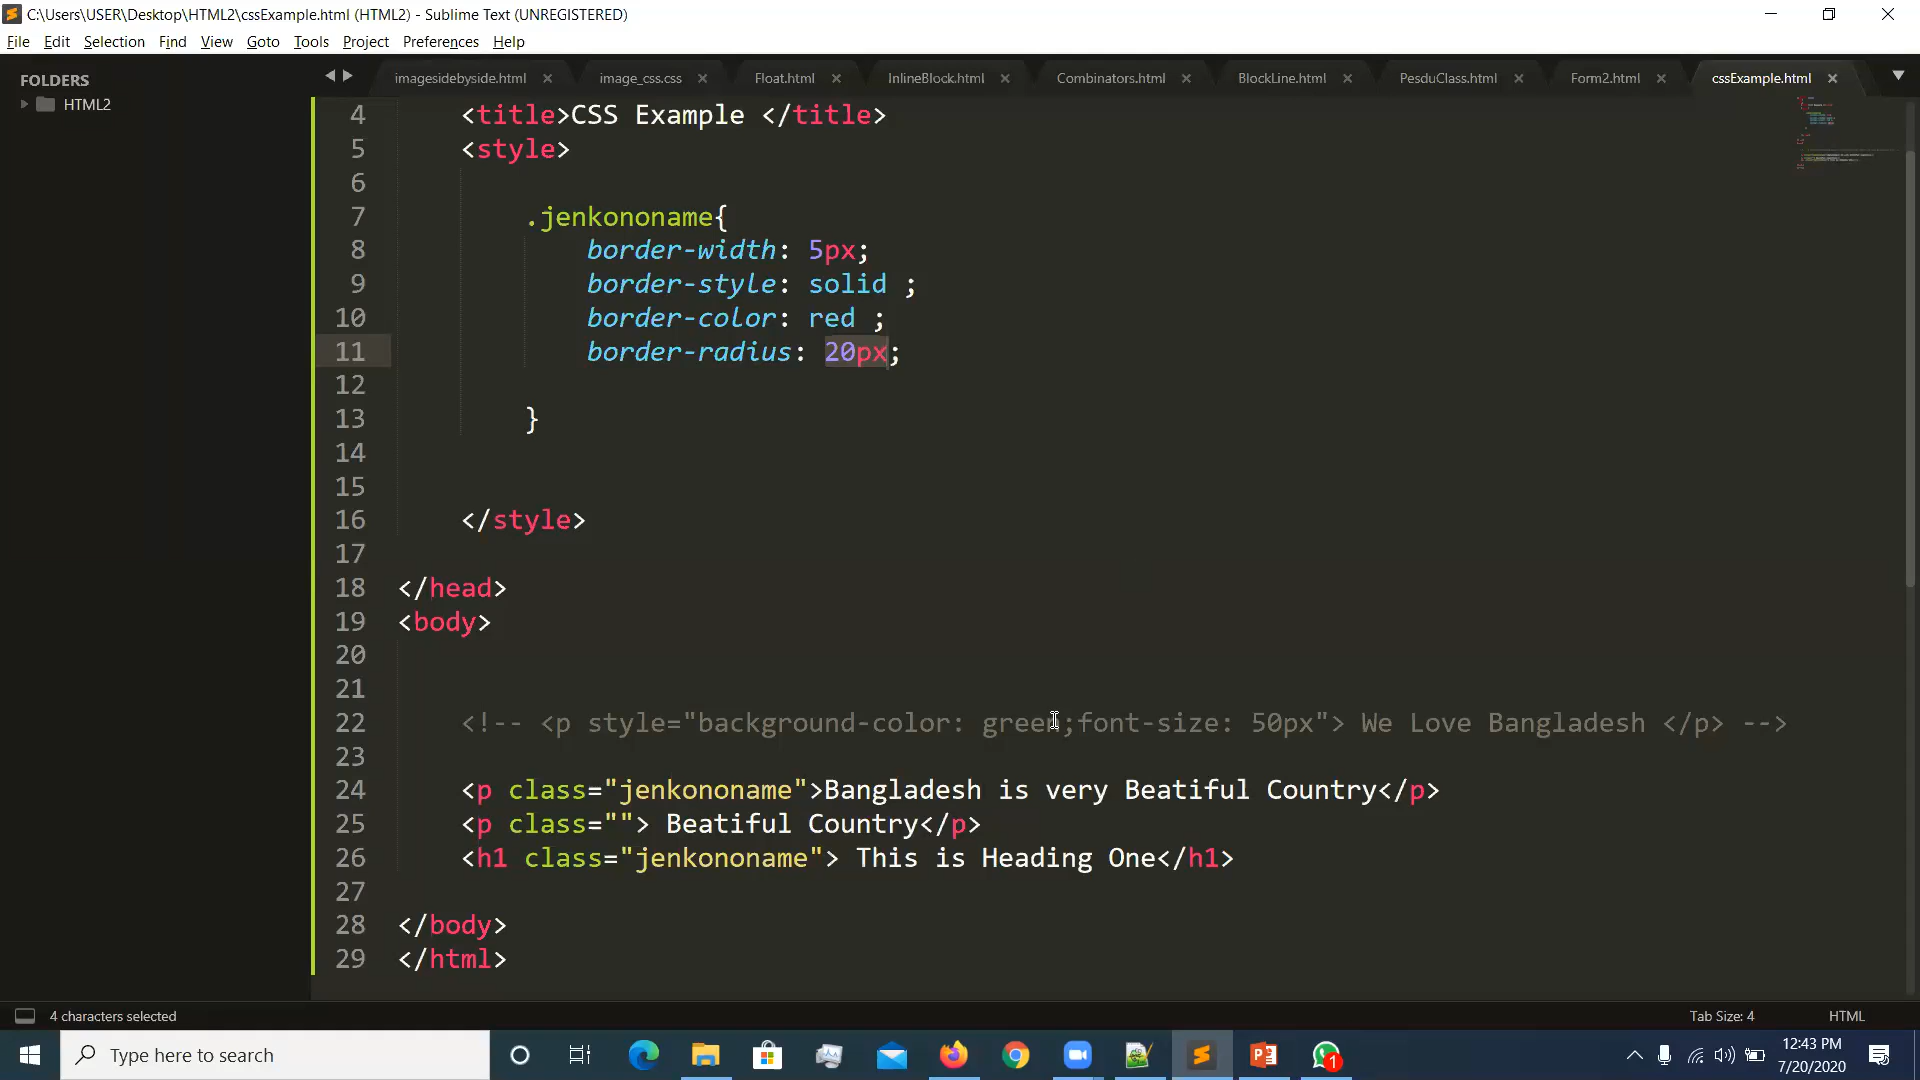 C:\Users\USER\Desktop\HTML2\cssExample.html (HTML2) - Sublime Text (UNREGISTERED)
File Edit Selection Find View Goto Tools Project Preferences Help
FOLDERS
HTML2
imagesidebyside.html
image_css.css
Float.html
InlineBlock.html
Combinators.html
BlockLine.html
PesduClass.html
Form2.html
cssExample.html
4 <title>CSS Example </title>
5 <style>
6
7 .jenkononame{
8 border-width: 5px;
9 border-style: solid ;
10 border-color: red ;
11 border-radius: 20px;
12
13 }
14
15
16 </style>
17
18 </head>
19 <body>
20
21
22 <!-- <p style="background-color: green;font-size: 50px"> We Love Bangladesh </p> -->
23
24 <p class="jenkononame">Bangladesh is very Beatiful Country</p>
25 <p class=""> Beatiful Country</p>
26 <h1 class="jenkononame"> This is Heading One</h1>
27
28 </body>
29 </html>
4 characters selected
Tab Size: 4
HTML
Type here to search
1
12:43 PM
7/20/2020